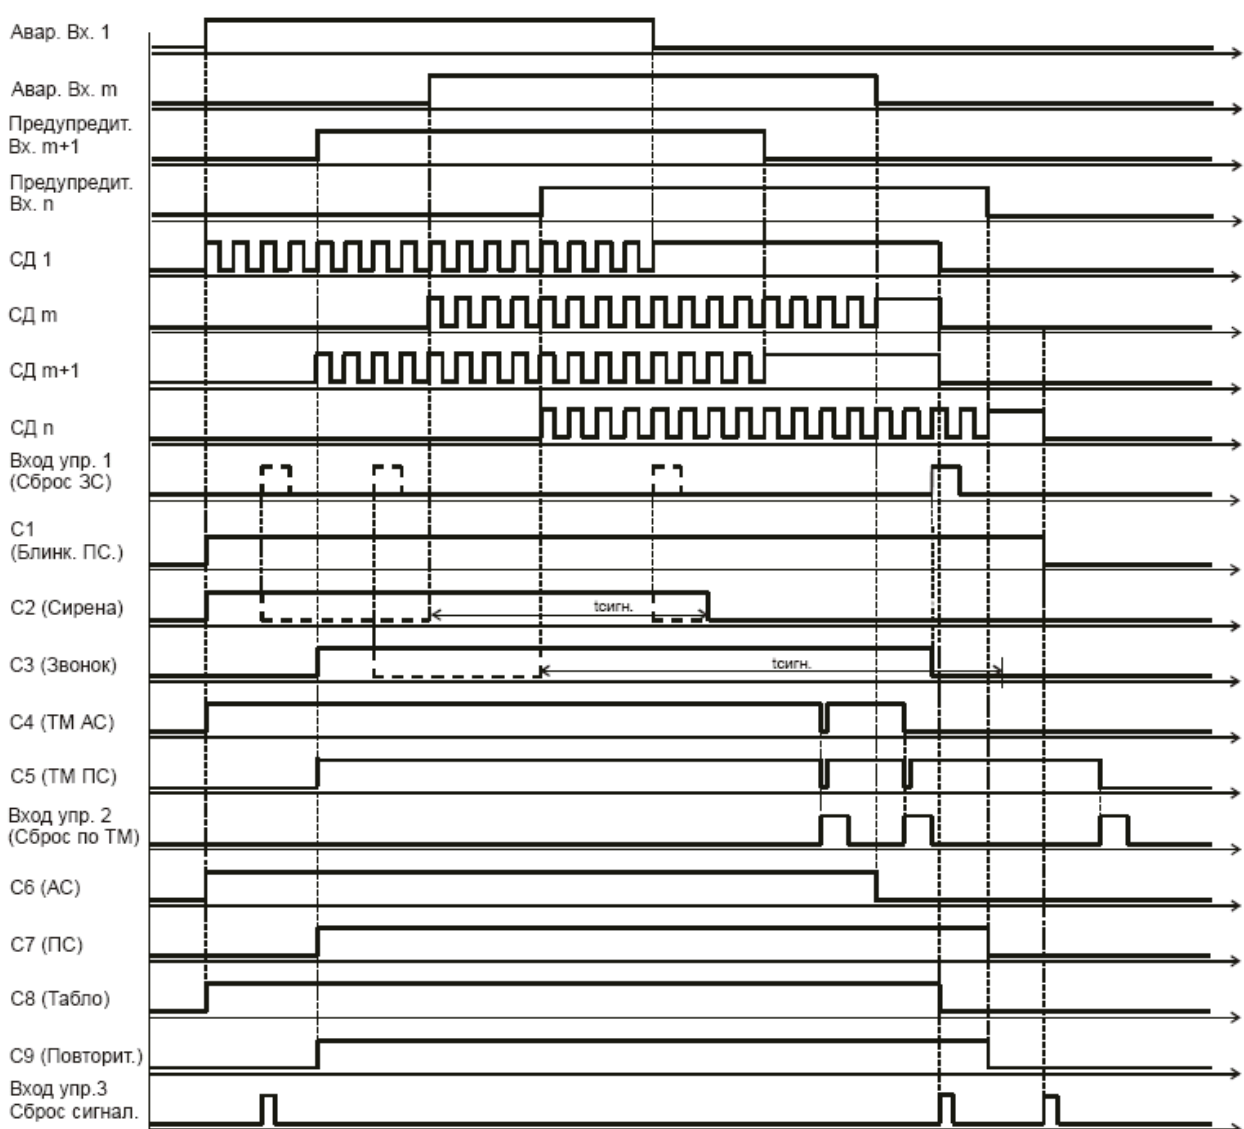 Авар. Вх. 1
Авар. Вх. m
Предупредит.
Вх. m+1
Предупредит.
Вх. n
СД 1
СД m
СД m+1
СД n
Вход упр. 1
(Сброс ЗС)
С1
(Блинк. ПС.)
С2 (Сирена)
tсигн.
С3 (Звонок)
tсигн.
С4 (ТМ АС)
С5 (ТМ ПС)
Вход упр. 2
(Сброс по ТМ)
С6 (АС)
С7 (ПС)
С8 (Табло)
С9 (Повторит.)
Вход упр.3
Сброс сигнал.